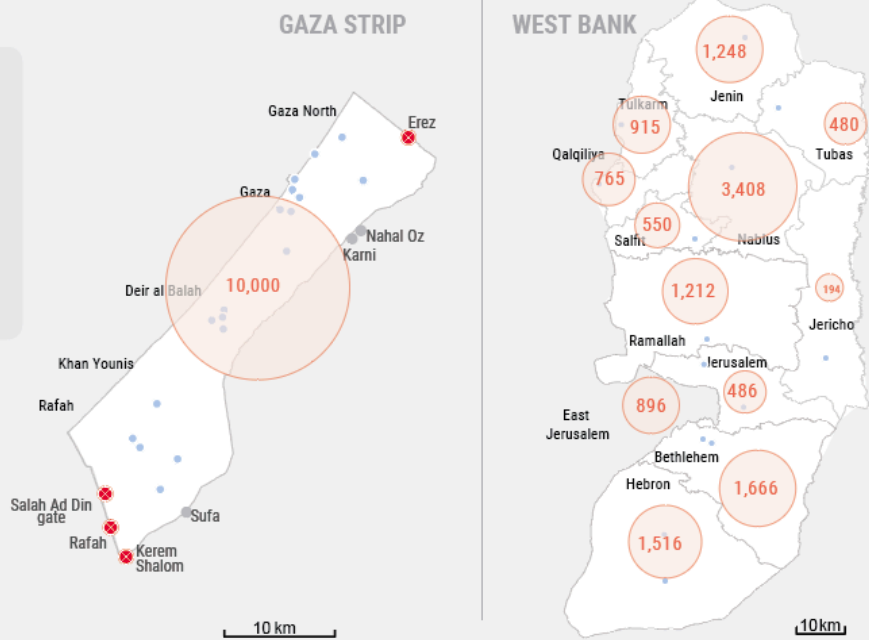 GAZA STRIP
Gaza North
Erez
Gaza
Nahal Oz
Karni
Deir al Balah
10,000
Khan Younis
Rafah
Salah Ad Din
gate
Sufa
Rafah
Kerem
Shalom
10 km
WEST BANK
1,248
Jenin
Tulkarm
915
480
Tubas
Qalqiliya
765
3,408
550
Salfit
Nablus
1,212
194
Jericho
Ramallah
Jerusalem
486
896
East
Jerusalem
Bethlehem
Hebron
1,666
1,516
10km